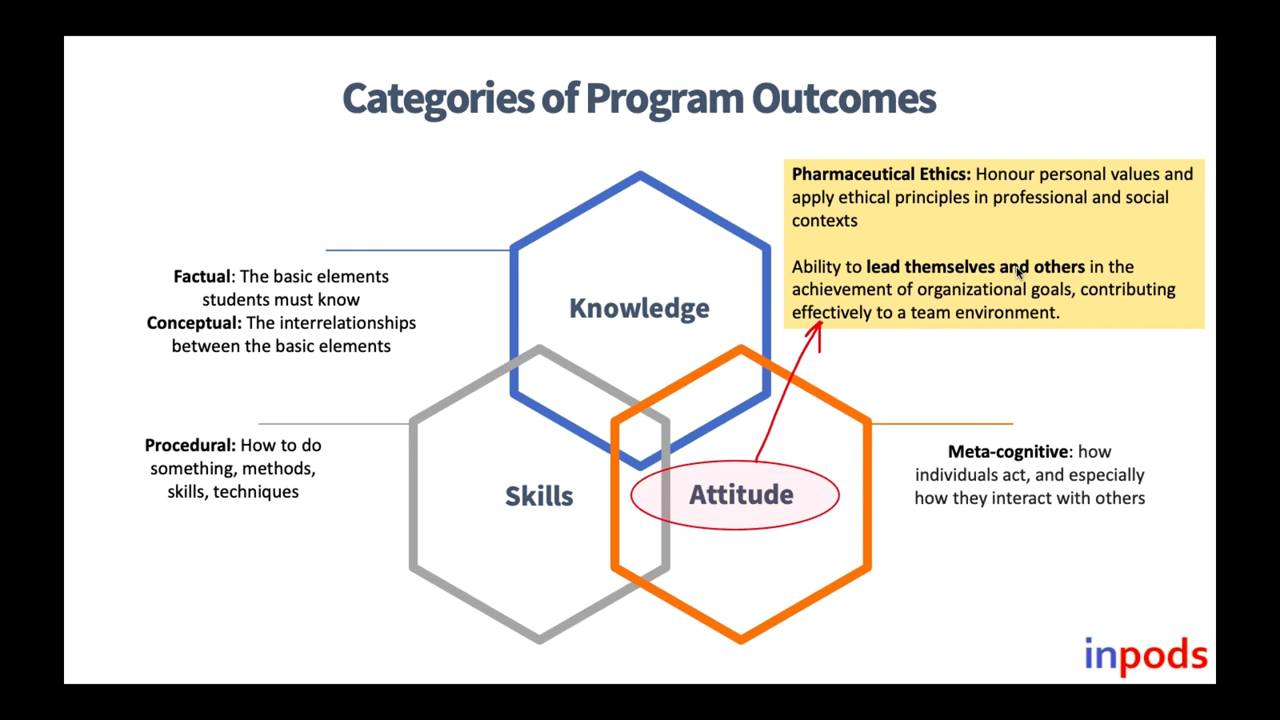 Categories of Program Outcomes
Pharmaceutical Ethics: Honour personal values and
apply ethical principles in professional and social
contexts
Ability to lead themselves and others in the
achievement of organizational goals, contributing
effectively to a team environment.
Factual: The basic elements
students must know
Conceptual: The interrelationships
between the basic elements
Knowledge
Procedural: How to do
something, methods,
skills, techniques
Skills
Attitude
Meta-cognitive: how
individuals act, and especially
how they interact with others
inpods